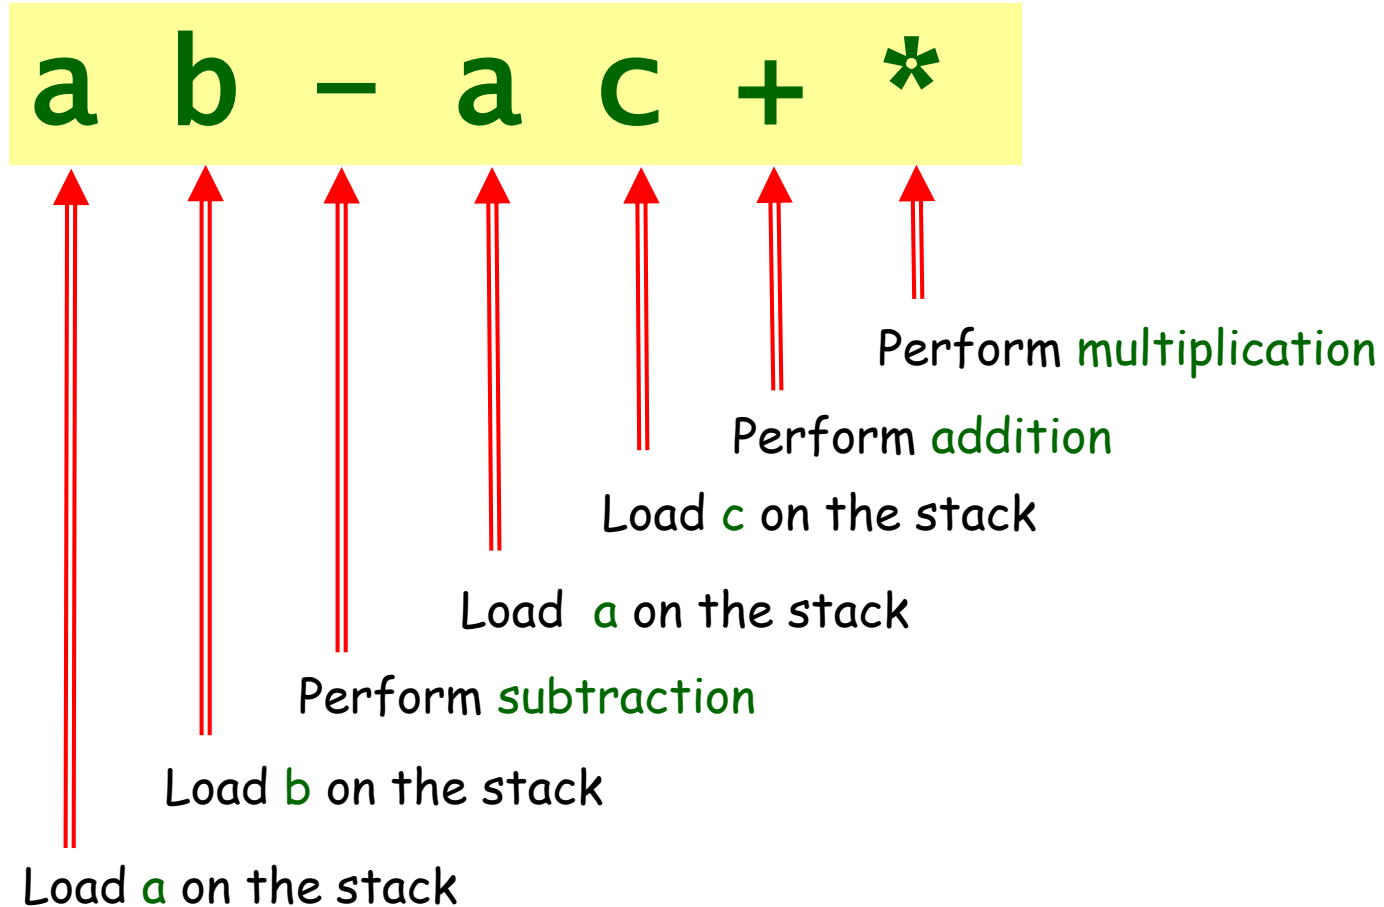 a b - a c + *
Perform multiplication
Perform addition
Load c on the stack
Load a on the stack
Perform subtraction
Load b on the stack
Load a on the stack